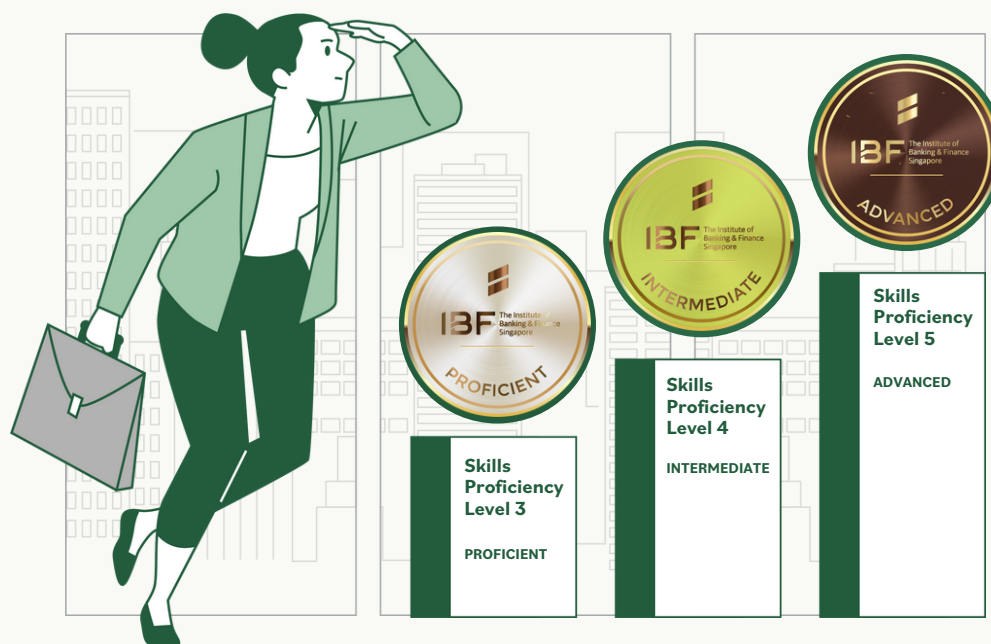 IBF
The Institute of
Banking & Finance
Singapore
PROFICIENT
Skills
Proficiency
Level 3
PROFICIENT
IBF
The Institute of
Banking & Finance
Singapore
INTERMEDIATE
Skills
Proficiency
Level 4
INTERMEDIATE
IBF
The Institute of
Banking & Finance
Singapore
ADVANCED
Skills
Proficiency
Level 5
ADVANCED